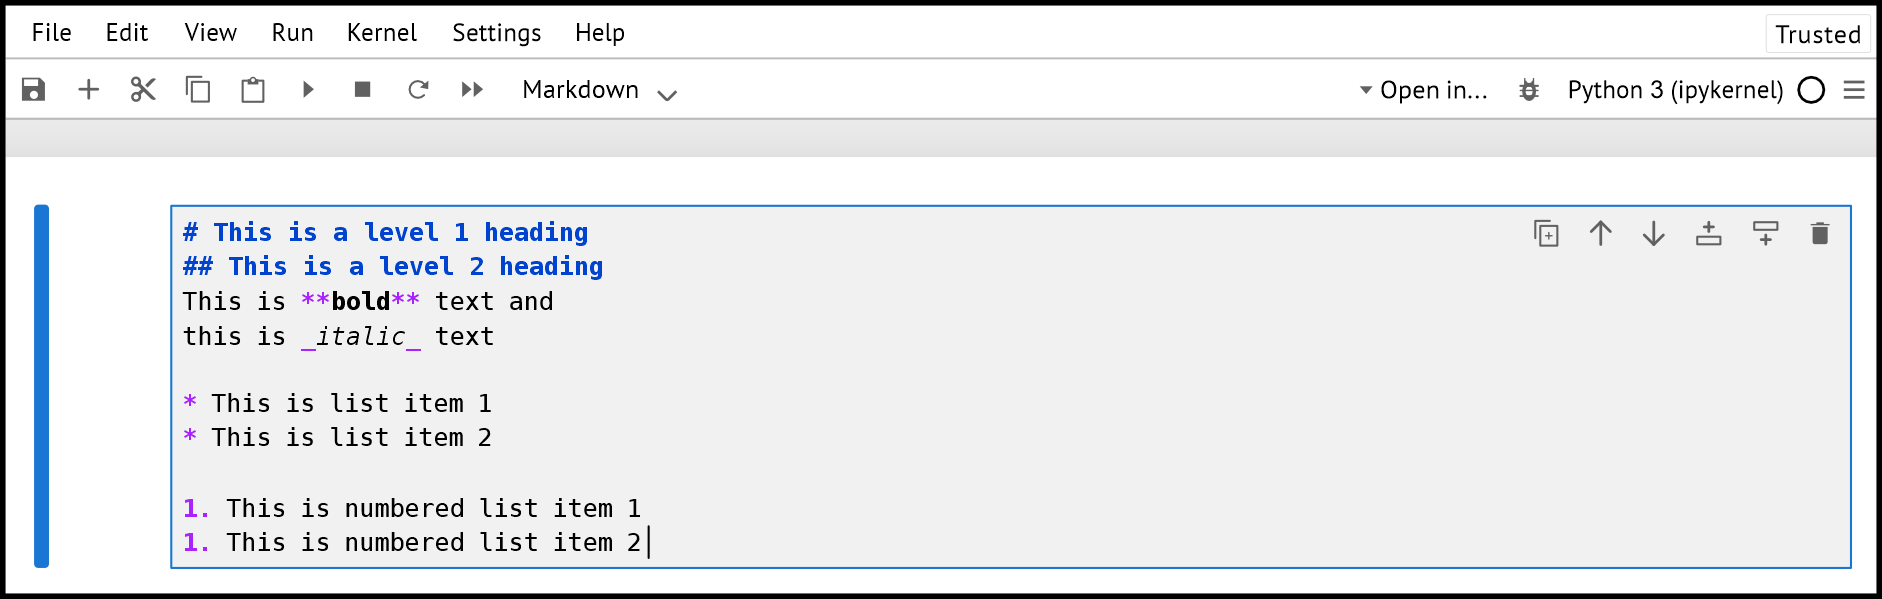 File Edit View Run Kernel Settings Help Trusted
Markdown Open in... Python 3 (ipykernel)
# This is a level 1 heading
## This is a level 2 heading
This is **bold** text and
this is _italic_ text
* This is list item 1
* This is list item 2
1. This is numbered list item 1
1. This is numbered list item 2